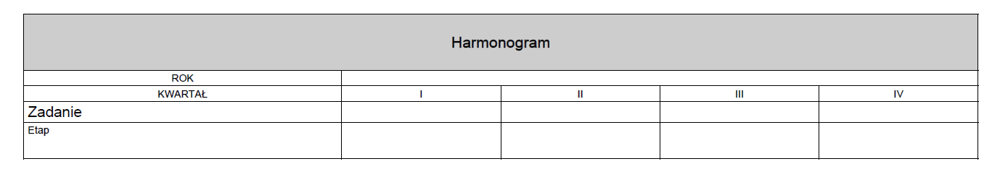 Harmonogram
ROK
KWARTAŁ I II III IV
Zadanie
Etap